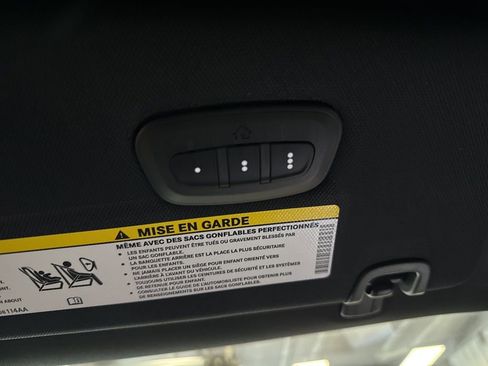 MISE EN GARDE
MÊME AVEC DES SACS GONFLABLES PERFECTIONNÉS
• LES ENFANTS PEUVENT ÊTRE TUÉS OU GRAVEMENT BLESSÉS PAR
UN SAC GONFLABLE.
• LA BANQUETTE ARRIÈRE EST LA PLACE LA PLUS SÉCURITAIRE
POUR LES ENFANTS.
• NE JAMAIS PLACER UN SIÈGE POUR ENFANT ORIENTÉ VERS
L'ARRIÈRE À L'AVANT DU VÉHICULE.
• TOUJOURS UTILISER LES CEINTURES DE SÉCURITÉ ET LES SYSTÈMES
DE RETENUE POUR ENFANT.
• CONSULTER LE GUIDE DE L'AUTOMOBILISTE POUR OBTENIR PLUS
DE RENSEIGNEMENTS SUR LES SACS GONFLABLES.
ON ABOUT
114AA